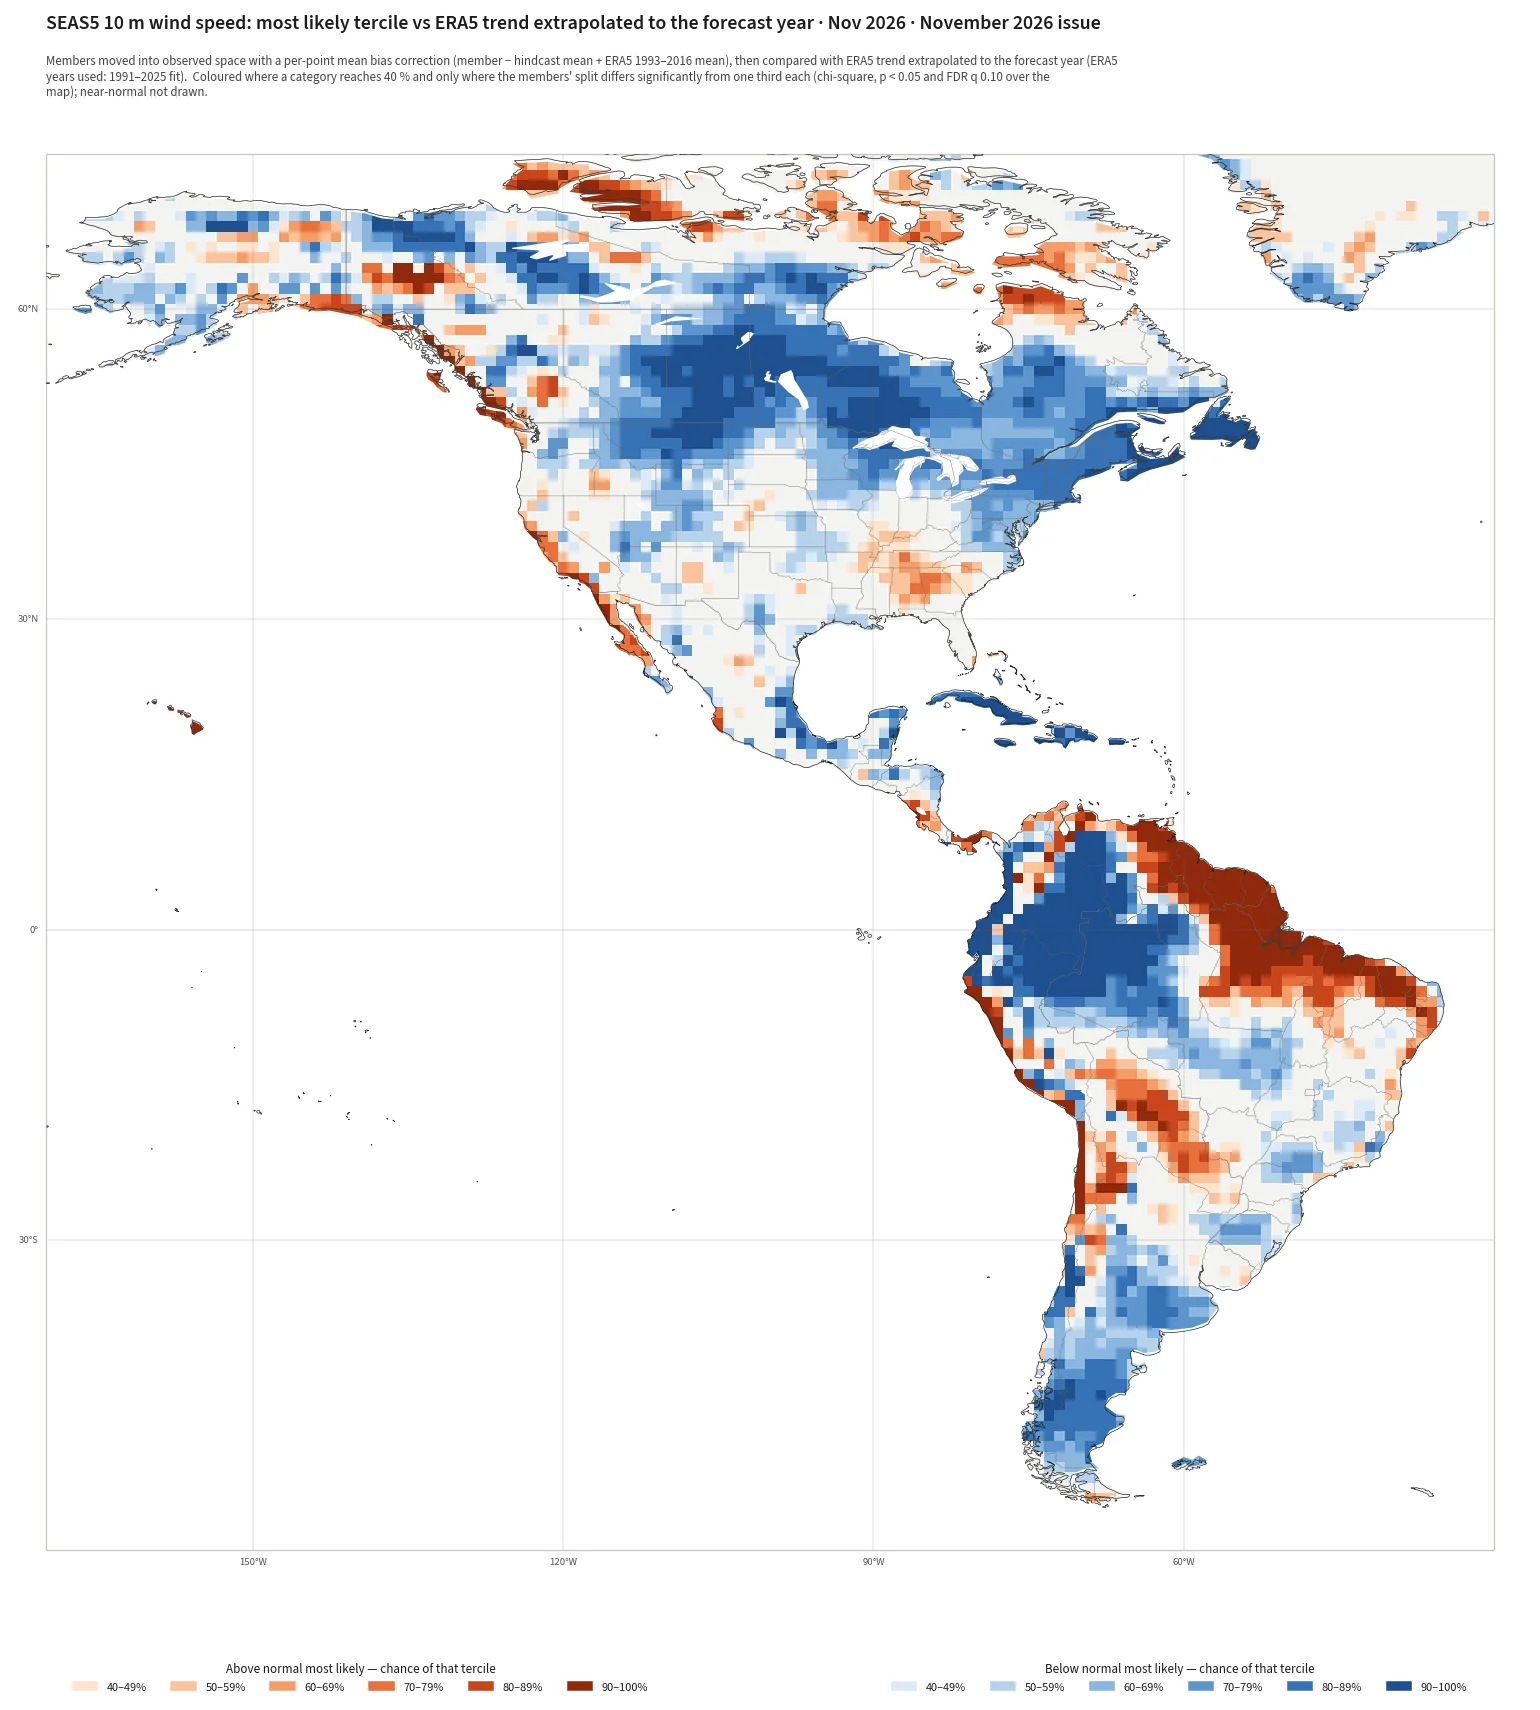 SEAS5 10 m wind speed: most likely tercile vs ERA5 trend extrapolated to the forecast year · Nov 2026 · November 2026 issue
Members moved into observed space with a per-point mean bias correction (member − hindcast mean + ERA5 1993–2016 mean), then compared with ERA5 trend extrapolated to the forecast year (ERA5
years used: 1991–2025 fit). Coloured where a category reaches 40 % and only where the members' split differs significantly from one third each (chi-square, p < 0.05 and FDR q 0.10 over the
map); near-normal not drawn.
60°N
30°N
0°
30°S
150°W 120°W 90°W 60°W
Above normal most likely — chance of that tercile
40–49% 50–59% 60–69% 70–79% 80–89% 90–100%
Below normal most likely — chance of that tercile
40–49% 50–59% 60–69% 70–79% 80–89% 90–100%